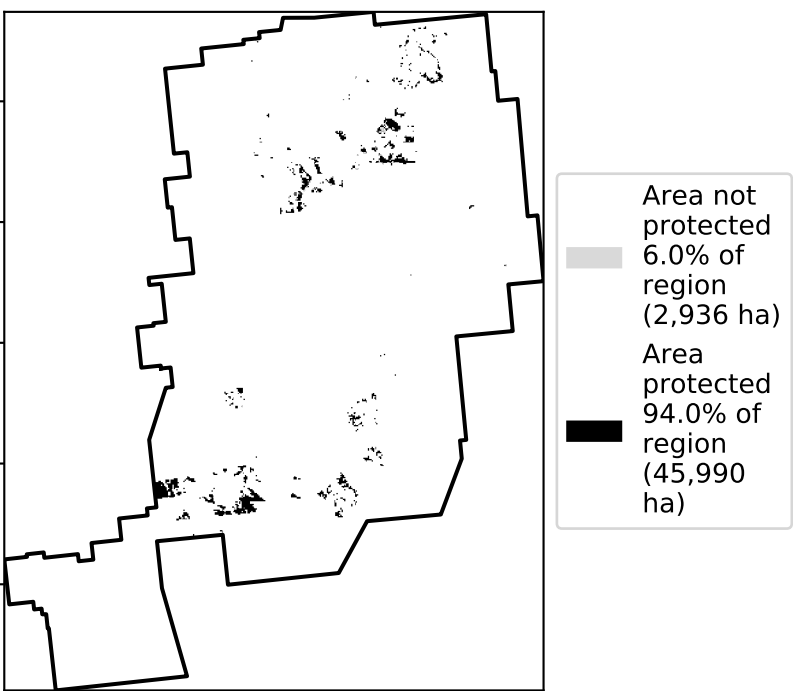 Area not
protected
6.0% of
region
(2,936 ha)
Area
protected
94.0% of
region
(45,990
ha)